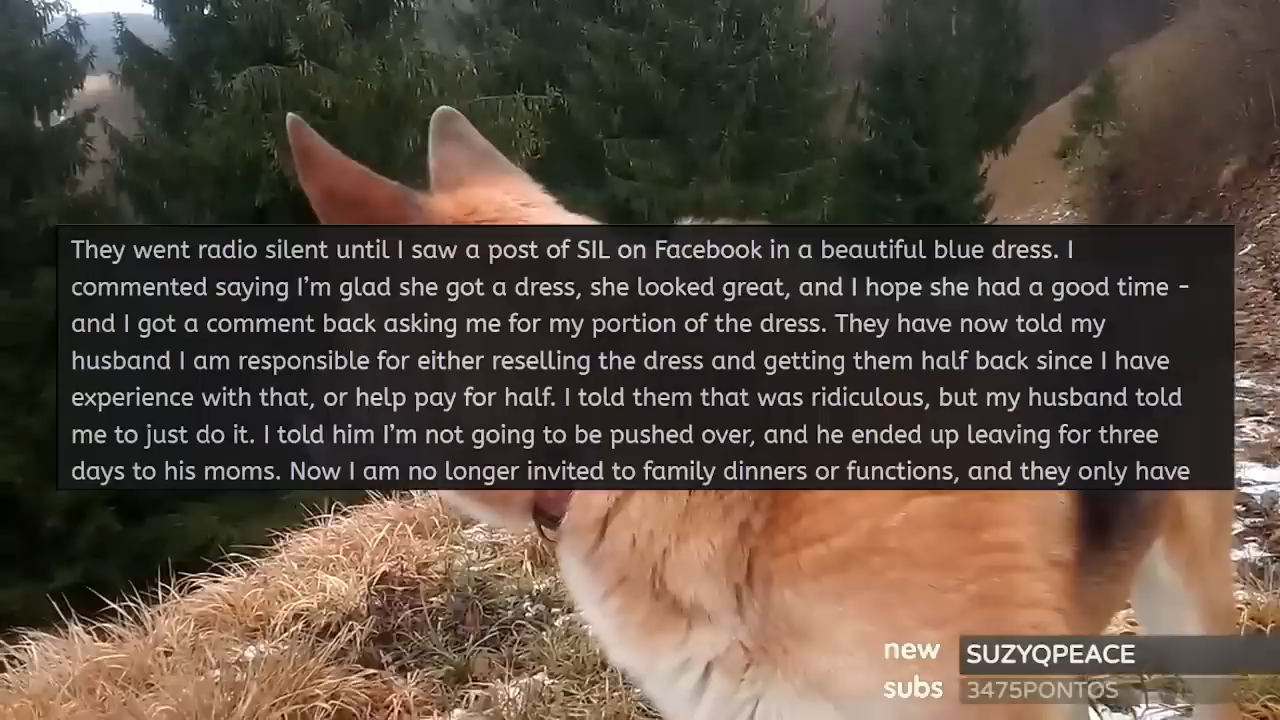 They went radio silent until I saw a post of SIL on Facebook in a beautiful blue dress. I
commented saying I’m glad she got a dress, she looked great, and I hope she had a good time -
and I got a comment back asking me for my portion of the dress. They have now told my
husband I am responsible for either reselling the dress and getting them half back since I have
experience with that, or help pay for half. I told them that was ridiculous, but my husband told
me to just do it. I told him I’m not going to be pushed over, and he ended up leaving for three
days to his moms. Now I am no longer invited to family dinners or functions, and they only have
new SUZYQPEACE
subs 3475PONTOS